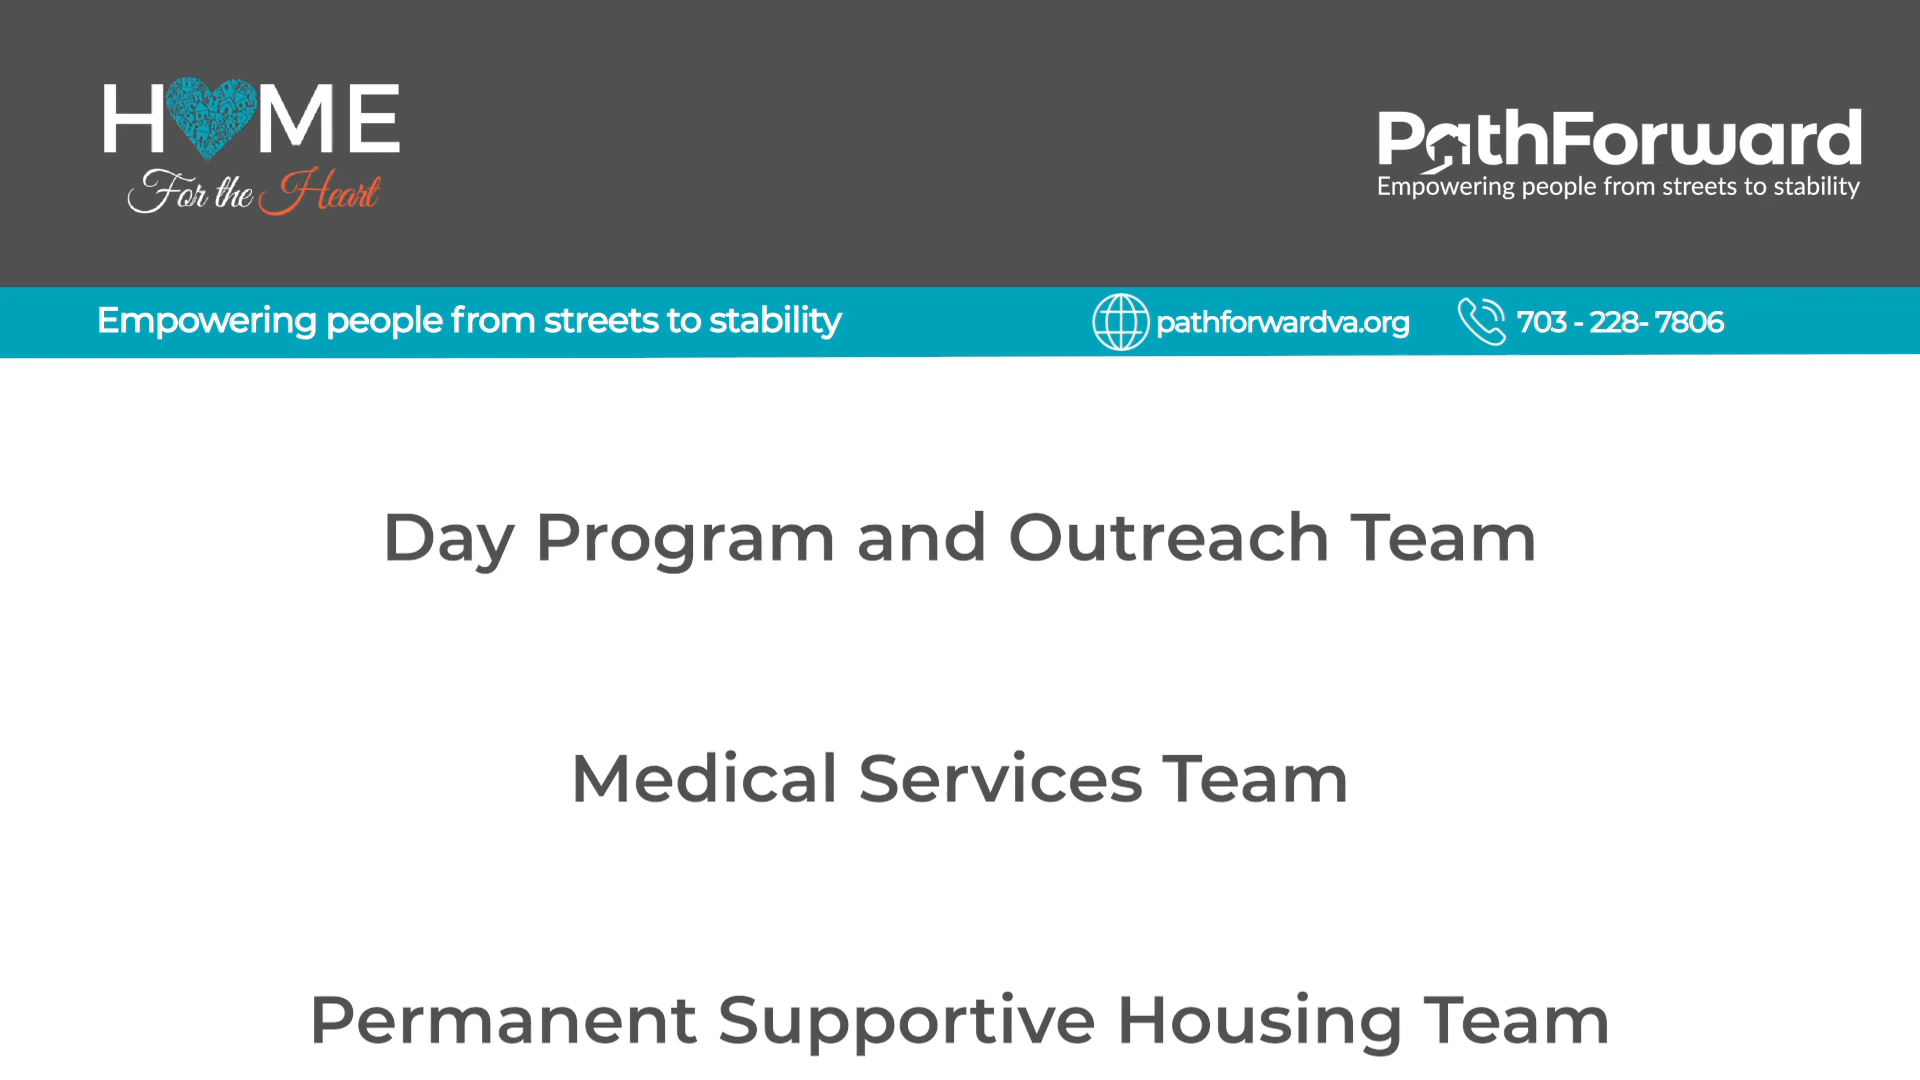 HOME
For the Heart
PathForward
Empowering people from streets to stability
Empowering people from streets to stability
pathforwardva.org
703 - 228- 7806
Day Program and Outreach Team
Medical Services Team
Permanent Supportive Housing Team